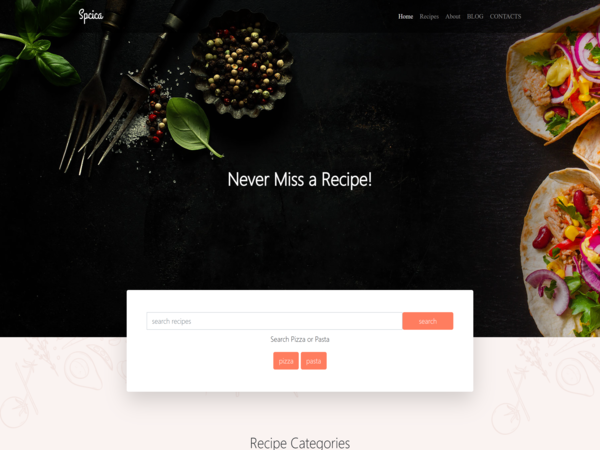 Spcica
Home Recipes About BLOG CONTACTS
Never Miss a Recipe!
search recipes search
Search Pizza or Pasta
pizza pasta
Recipe Categories